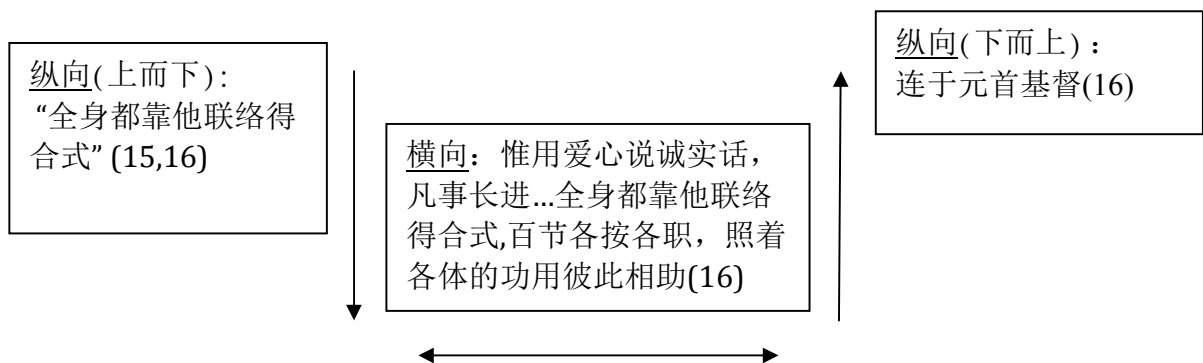 纵向(上而下):
“全身都靠他联络得
合式” (15,16)
横向：惟用爱心说诚实话，
凡事长进...全身都靠他联络
得合式,百节各按各职，照着
各体的功用彼此相助(16)
纵向(下而上)：
连于元首基督(16)